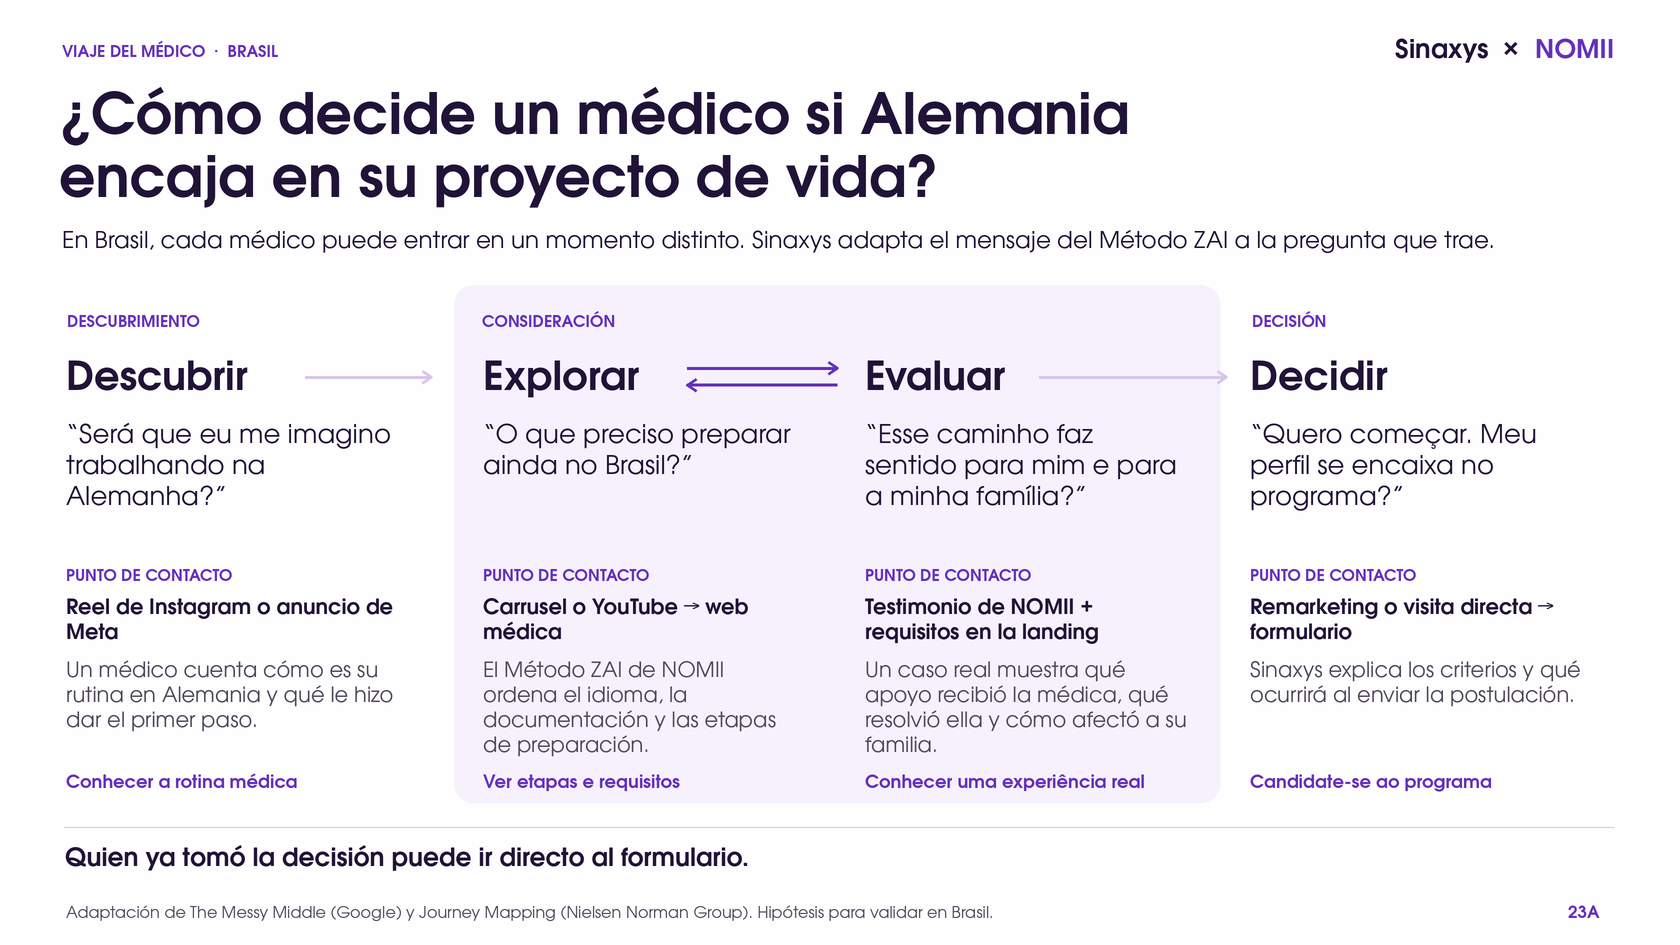 VIAJE DEL MÉDICO · BRASIL
Sinaxys × NOMII
¿Cómo decide un médico si Alemania
encaja en su proyecto de vida?
En Brasil, cada médico puede entrar en un momento distinto. Sinaxys adapta el mensaje del Método ZAI a la pregunta que trae.
DESCUBRIMIENTO
Descubrir
“Será que eu me imagino
trabalhando na
Alemanha?”
PUNTO DE CONTACTO
Reel de Instagram o anuncio de
Meta
Un médico cuenta cómo es su
rutina en Alemania y qué le hizo
dar el primer paso.
Conhecer a rotina médica
CONSIDERACIÓN
Explorar
“O que preciso preparar
ainda no Brasil?”
PUNTO DE CONTACTO
Carrusel o YouTube → web
médica
El Método ZAI de NOMII
ordena el idioma, la
documentación y las etapas
de preparación.
Ver etapas e requisitos
Evaluar
“Esse caminho faz
sentido para mim e para
a minha família?”
PUNTO DE CONTACTO
Testimonio de NOMII +
requisitos en la landing
Un caso real muestra qué
apoyo recibió la médica, qué
resolvió ella y cómo afectó a su
familia.
Conhecer uma experiência real
DECISIÓN
Decidir
“Quero começar. Meu
perfil se encaixa no
programa?”
PUNTO DE CONTACTO
Remarketing o visita directa →
formulario
Sinaxys explica los criterios y qué
ocurrirá al enviar la postulación.
Candidate-se ao programa
Quien ya tomó la decisión puede ir directo al formulario.
Adaptación de The Messy Middle (Google) y Journey Mapping (Nielsen Norman Group). Hipótesis para validar en Brasil.
23A